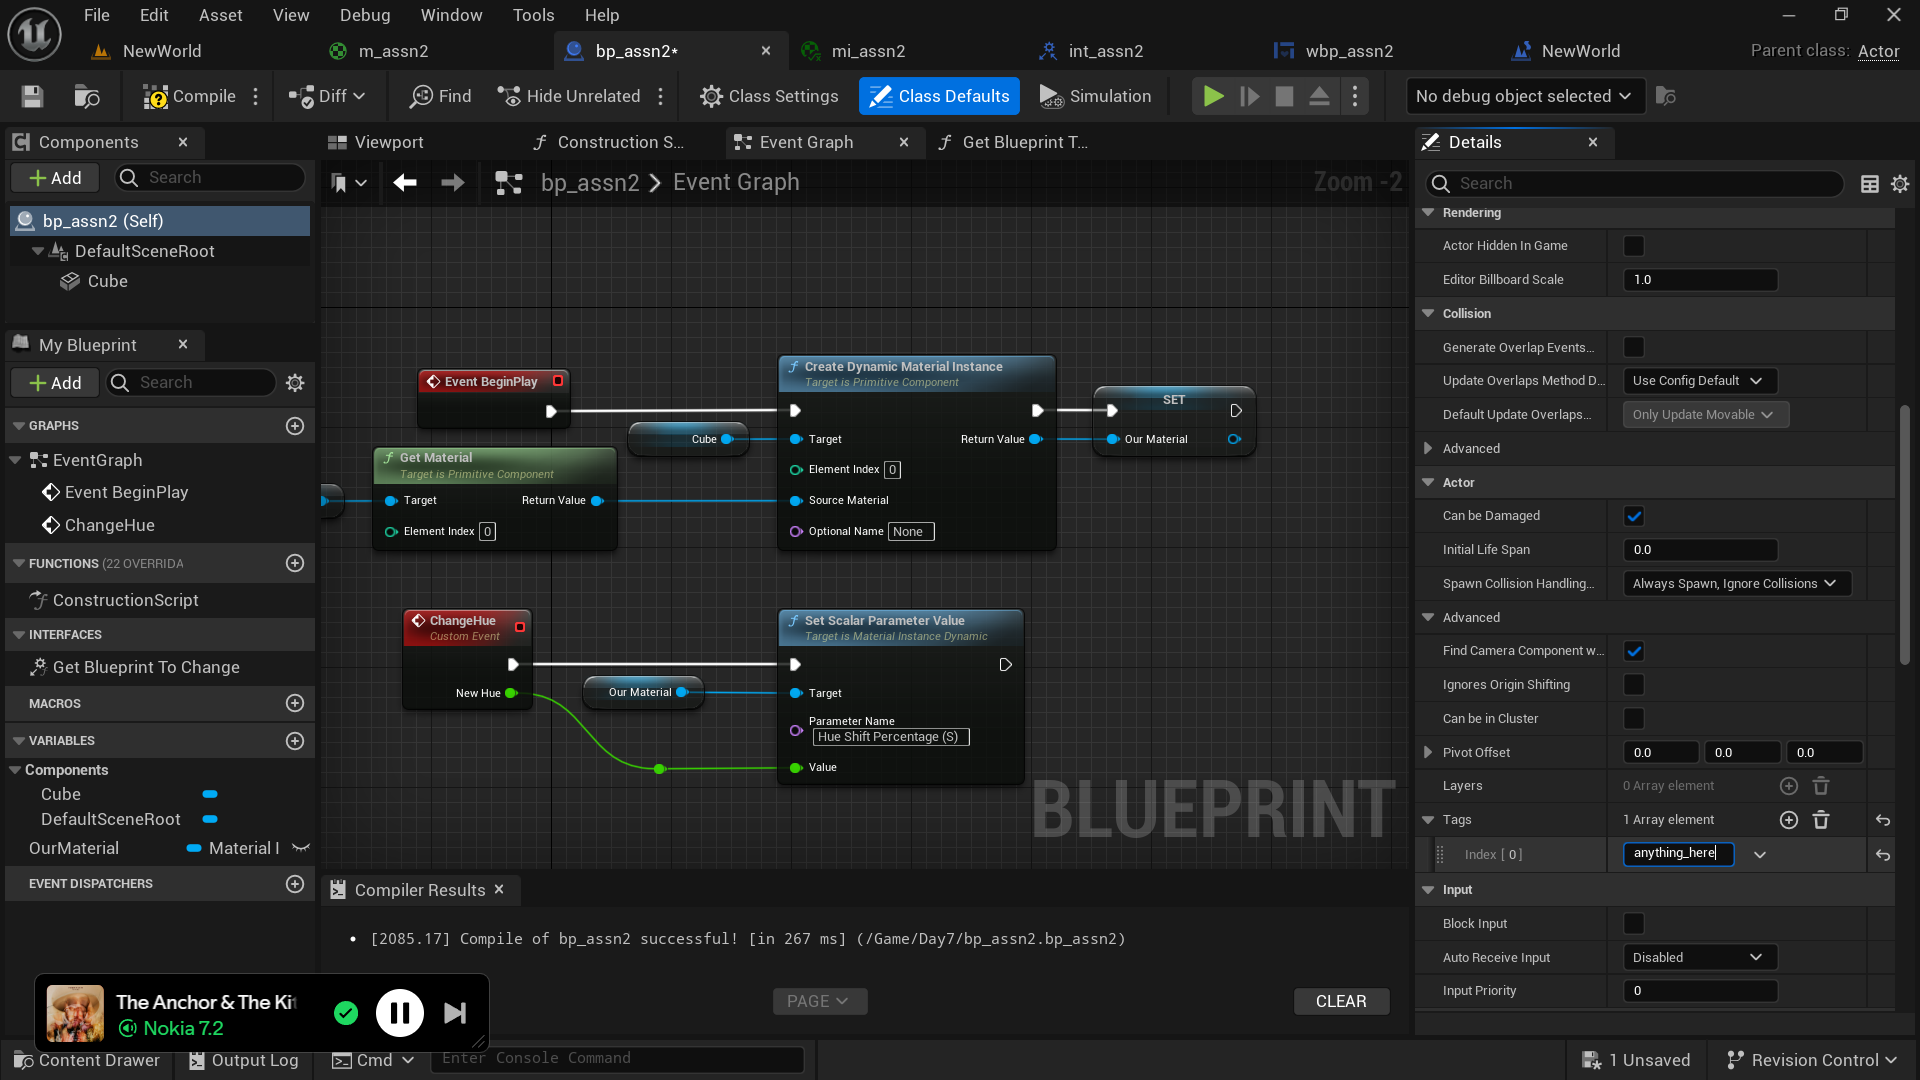 File Edit Asset View Debug Window Tools Help
NewWorld m_assn2 bp_assn2* mi_assn2 int_assn2 wbp_assn2 NewWorld Parent class: Actor
Compile Diff Find Hide Unrelated Class Settings Class Defaults Simulation No debug object selected
Components
Add Search
bp_assn2 (Self)
DefaultSceneRoot
Cube
My Blueprint
Add Search
GRAPHS
EventGraph
Event BeginPlay
ChangeHue
FUNCTIONS (22 OVERRIDA
ConstructionScript
INTERFACES
Get Blueprint To Change
MACROS
VARIABLES
Components
Cube
DefaultSceneRoot
OurMaterial Material I
EVENT DISPATCHERS
Viewport Construction S... Event Graph Get Blueprint T...
bp_assn2 > Event Graph Zoom -2
Event BeginPlay
Get Material
Target is Primitive Component
Target Return Value
Element Index 0
Cube
Create Dynamic Material Instance
Target is Primitive Component
Target Return Value
Element Index 0
Source Material
Optional Name None
SET
Our Material
ChangeHue
Custom Event
New Hue
Our Material
Set Scalar Parameter Value
Target is Material Instance Dynamic
Target
Parameter Name
Hue Shift Percentage (S)
Value
BLUEPRINT
Compiler Results
[2085.17] Compile of bp_assn2 successful! [in 267 ms] (/Game/Day7/bp_assn2.bp_assn2)
PAGE CLEAR
Details
Search
Rendering
Actor Hidden In Game
Editor Billboard Scale 1.0
Collision
Generate Overlap Events...
Update Overlaps Method D... Use Config Default
Default Update Overlaps... Only Update Movable
Advanced
Actor
Can be Damaged
Initial Life Span 0.0
Spawn Collision Handling... Always Spawn, Ignore Collisions
Advanced
Find Camera Component w...
Ignores Origin Shifting
Can be in Cluster
Pivot Offset 0.0 0.0 0.0
Layers 0 Array element
Tags 1 Array element
Index [ 0 ] anything_here
Input
Block Input
Auto Receive Input Disabled
Input Priority 0
The Anchor & The Kit
Nokia 7.2
Content Drawer Output Log Cmd Enter Console Command 1 Unsaved Revision Control